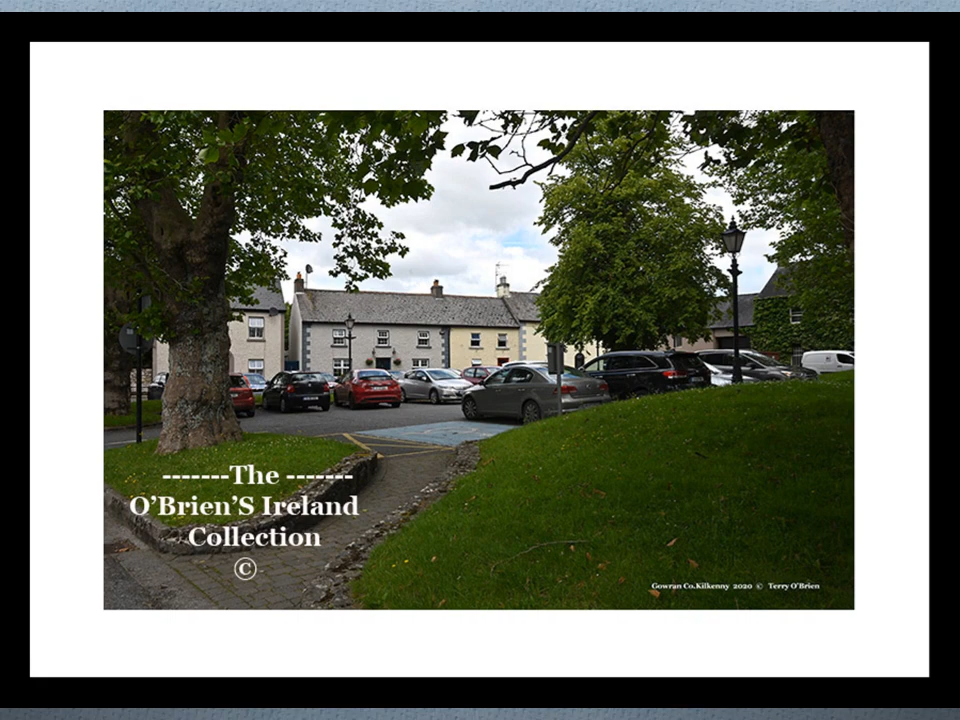 -------The -------
O'Brien'S Ireland
Collection
©
Gowran Co.Kilkenny 2020 © Terry O'Brien